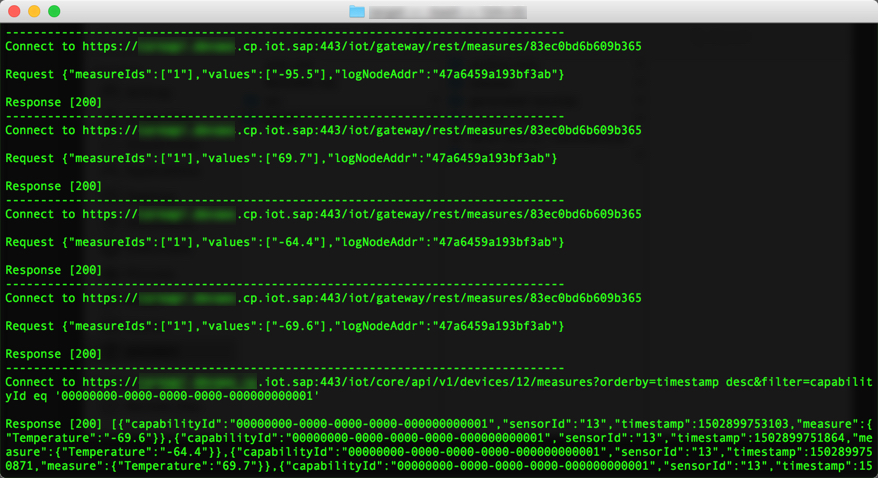 ----------------------------------------------------------------------
Connect to https:// .cp.iot.sap:443/iot/gateway/rest/measures/83ec0bd6b609b365
Request {"measureIds":["1"],"values":["-95.5"],"logNodeAddr":"47a6459a193bf3ab"}
Response [200]
----------------------------------------------------------------------
Connect to https:// .cp.iot.sap:443/iot/gateway/rest/measures/83ec0bd6b609b365
Request {"measureIds":["1"],"values":["69.7"],"logNodeAddr":"47a6459a193bf3ab"}
Response [200]
----------------------------------------------------------------------
Connect to https:// .cp.iot.sap:443/iot/gateway/rest/measures/83ec0bd6b609b365
Request {"measureIds":["1"],"values":["-64.4"],"logNodeAddr":"47a6459a193bf3ab"}
Response [200]
----------------------------------------------------------------------
Connect to https:// .cp.iot.sap:443/iot/gateway/rest/measures/83ec0bd6b609b365
Request {"measureIds":["1"],"values":["-69.6"],"logNodeAddr":"47a6459a193bf3ab"}
Response [200]
----------------------------------------------------------------------
Connect to https:// .iot.sap:443/iot/core/api/v1/devices/12/measures?orderby=timestamp desc&filter=capabilit
yId eq '00000000-0000-0000-0000-000000000001'
Response [200] [{"capabilityId":"00000000-0000-0000-0000-000000000001","sensorId":"13","timestamp":1502899753103,"measure":{
"Temperature":"-69.6"}},{"capabilityId":"00000000-0000-0000-0000-000000000001","sensorId":"13","timestamp":1502899751864,"me
asure":{"Temperature":"-64.4"}},{"capabilityId":"00000000-0000-0000-0000-000000000001","sensorId":"13","timestamp":150289975
0871,"measure":{"Temperature":"69.7"}},{"capabilityId":"00000000-0000-0000-0000-000000000001","sensorId":"13","timestamp":15